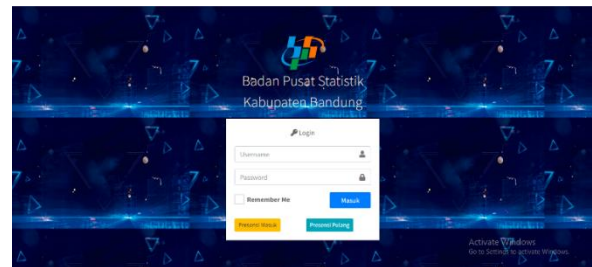 Badan Pusat Statistik
Kabupaten Bandung
Login
Username
Password
Remember Me
Masuk
Presensi Masuk
Presensi Pulang
Activate Windows
Go to Settings to activate Windows.